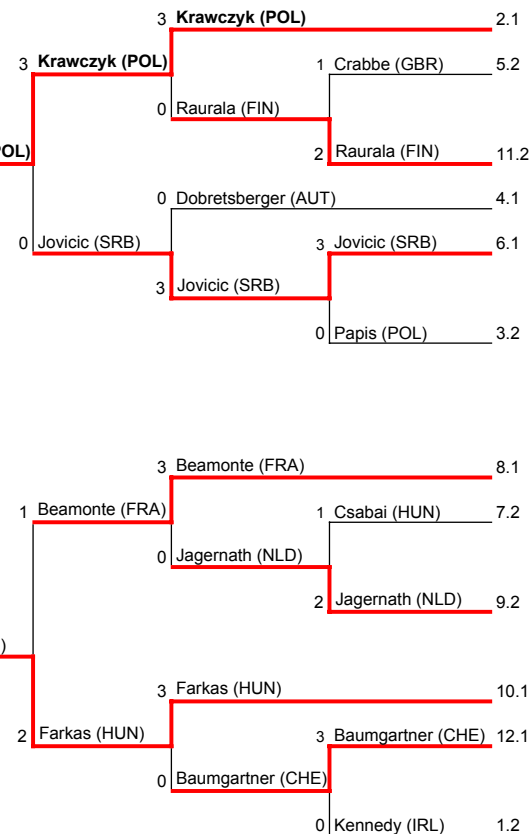 3 Krawczyk (POL) 2.1
3 Krawczyk (POL) 1 Crabbe (GBR) 5.2
0 Raurala (FIN)
POL) 2 Raurala (FIN) 11.2
0 Dobretsberger (AUT) 4.1
0 Jovicic (SRB) 3 Jovicic (SRB) 6.1
3 Jovicic (SRB)
0 Papis (POL) 3.2
3 Beamonte (FRA) 8.1
1 Beamonte (FRA) 1 Csabai (HUN) 7.2
0 Jagernath (NLD)
2 Jagernath (NLD) 9.2
)
3 Farkas (HUN) 10.1
2 Farkas (HUN) 3 Baumgartner (CHE) 12.1
0 Baumgartner (CHE)
0 Kennedy (IRL) 1.2